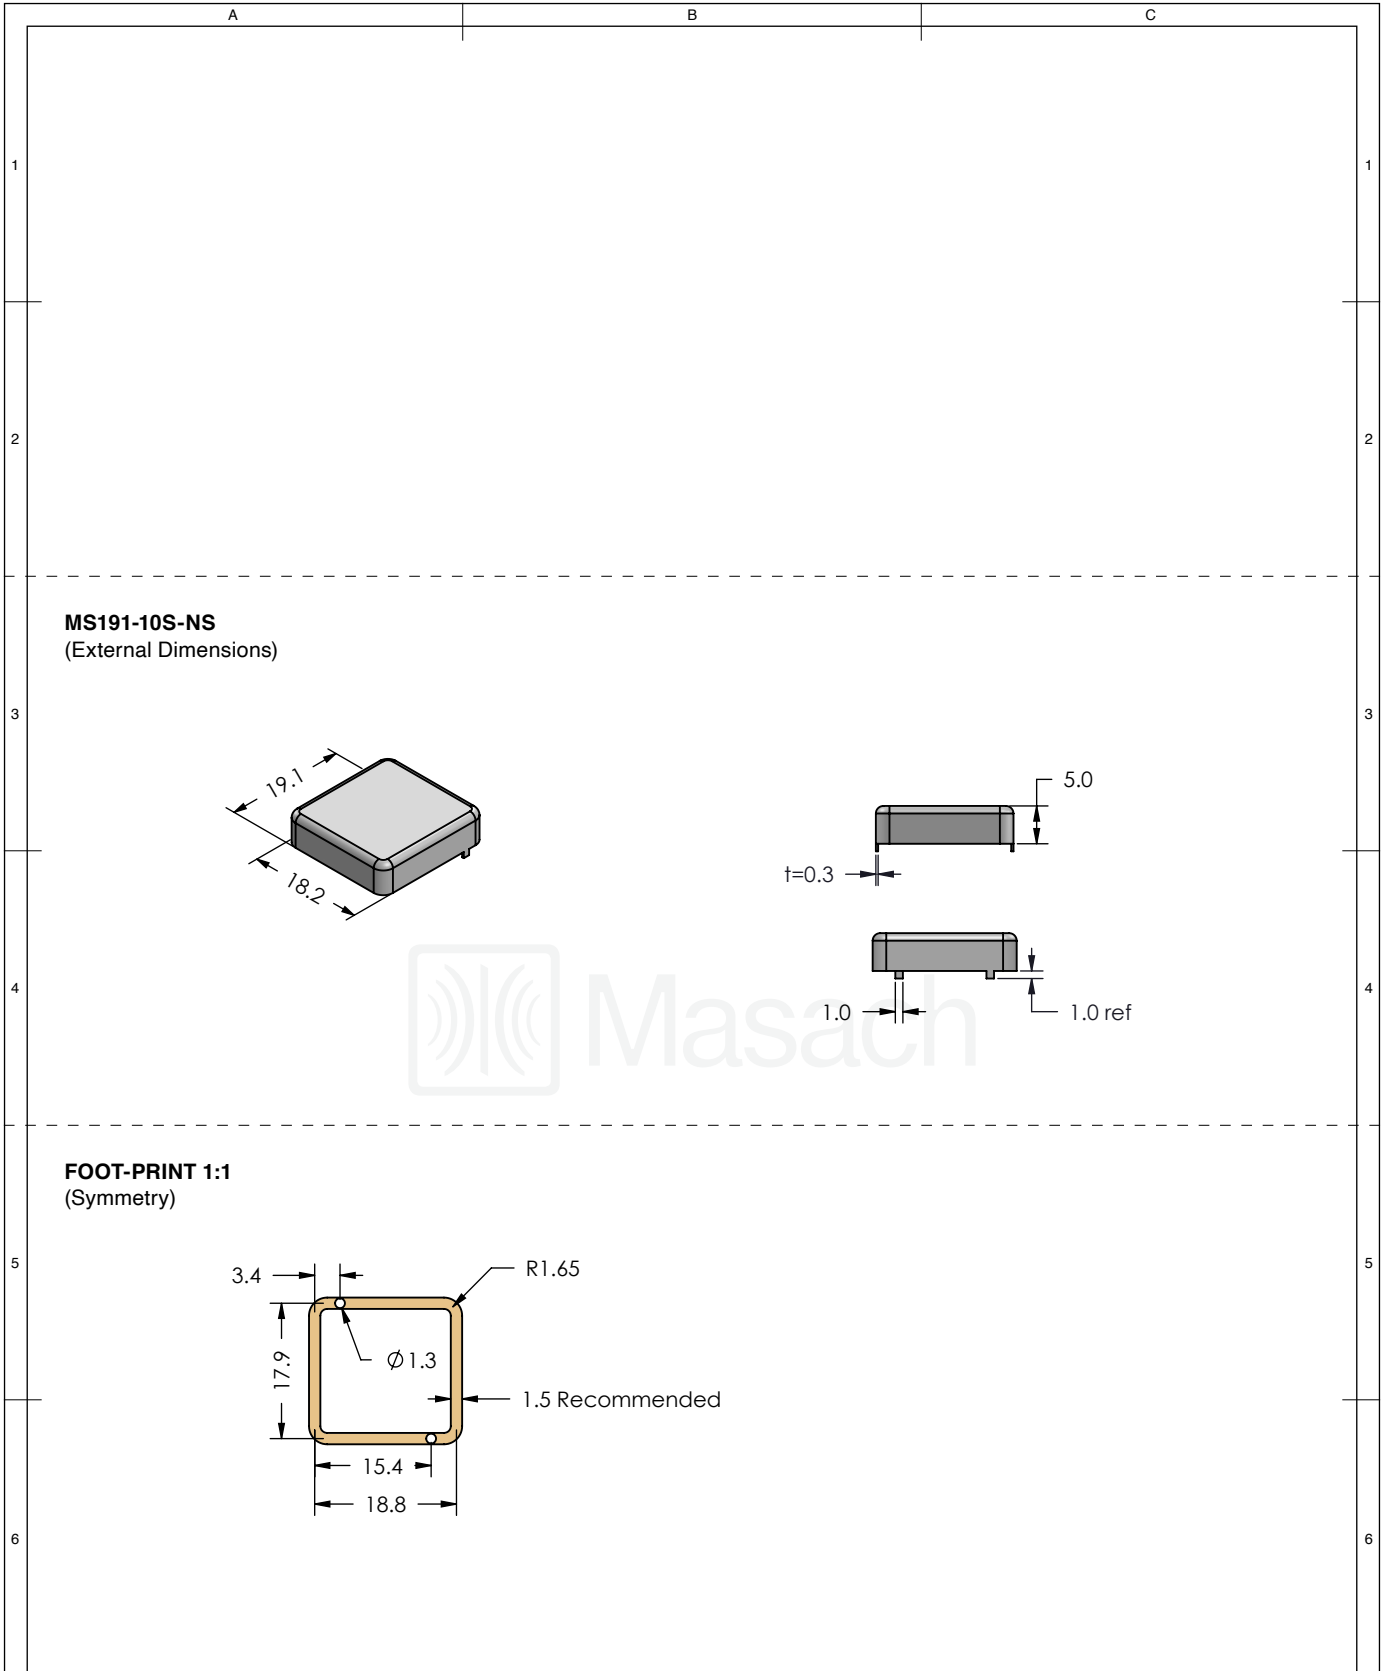 A B C
1 1
2 2
MS191-10S-NS
(External Dimensions)
3 3
19.1
18.2
5.0
t=0.3
4 4
Masach
1.0
1.0 ref
FOOT-PRINT 1:1
(Symmetry)
5 5
3.4
R1.65
17.9
Ø1.3
1.5 Recommended
15.4
18.8
6 6